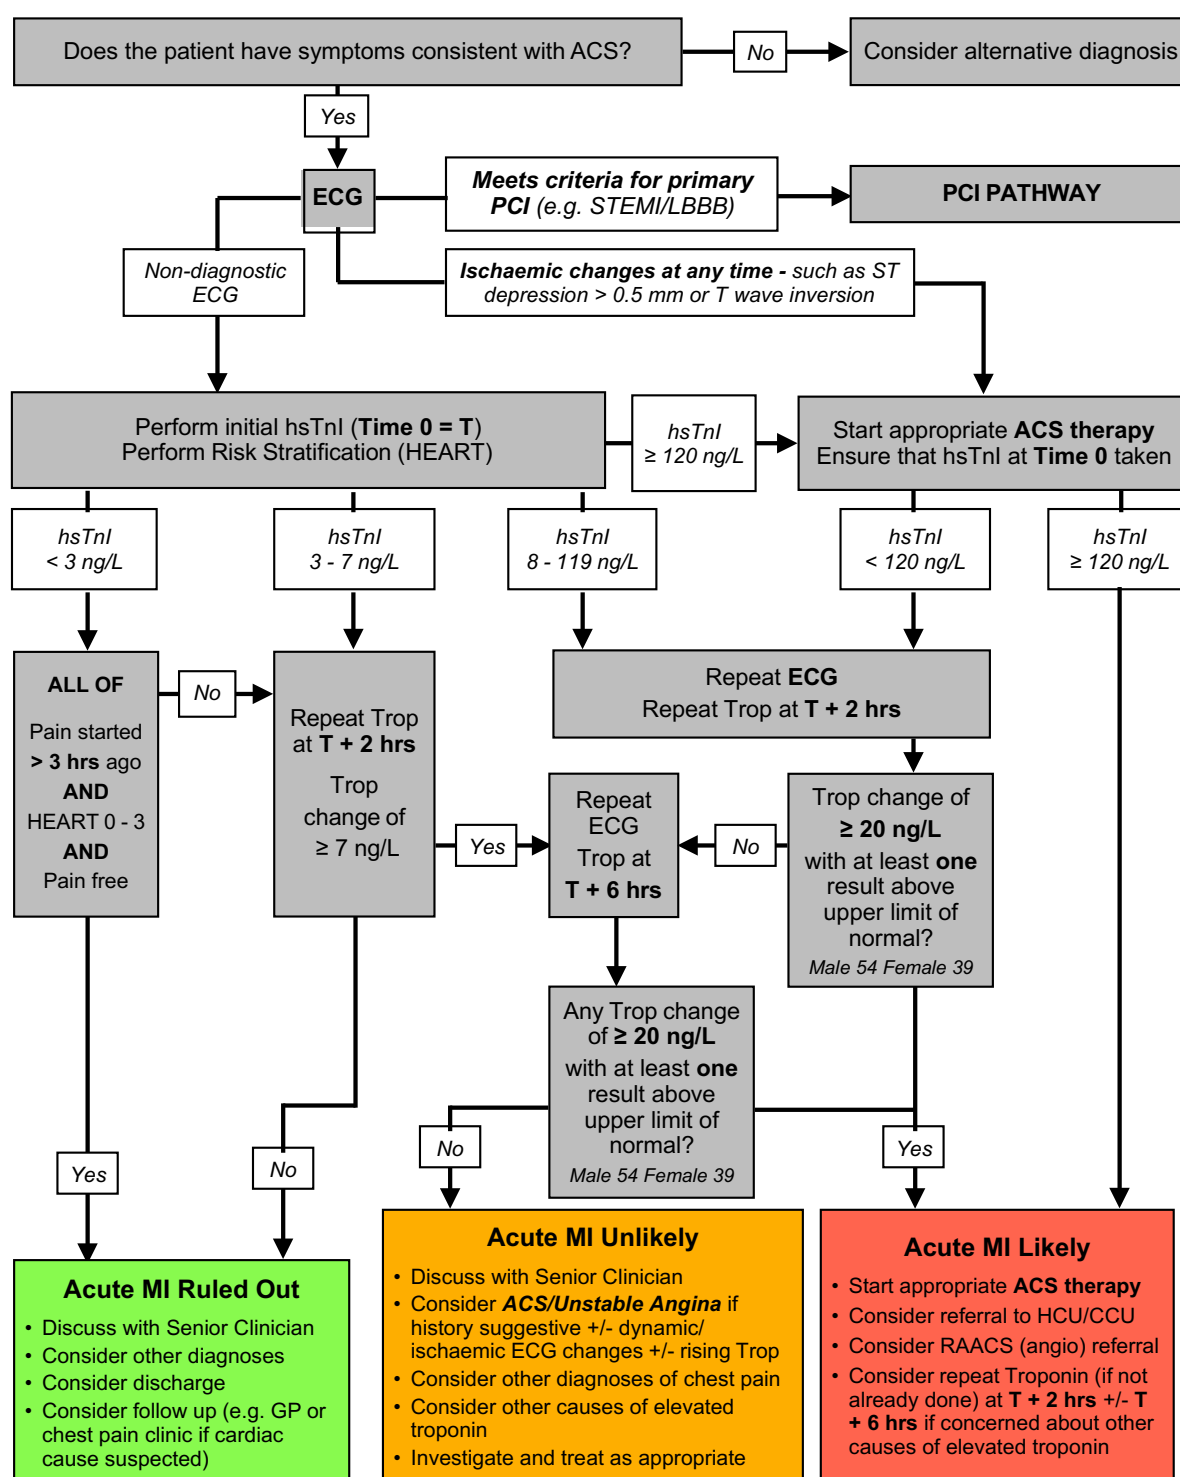 Does the patient have symptoms consistent with ACS?
No
Consider alternative diagnosis
Yes
ECG
Meets criteria for primary
PCI (e.g. STEMI/LBBB)
PCI PATHWAY
Non-diagnostic
ECG
Ischaemic changes at any time - such as ST
depression > 0.5 mm or T wave inversion
Perform initial hsTnI (Time 0 = T)
Perform Risk Stratification (HEART)
hsTnI
≥ 120 ng/L
Start appropriate ACS therapy
Ensure that hsTnI at Time 0 taken
hsTnI
< 3 ng/L
hsTnI
3 - 7 ng/L
hsTnI
8 - 119 ng/L
hsTnI
< 120 ng/L
hsTnI
≥ 120 ng/L
ALL OF
Pain started
> 3 hrs ago
AND
HEART 0 - 3
AND
Pain free
No
Repeat Trop
at T + 2 hrs
Trop
change of
≥ 7 ng/L
Repeat ECG
Repeat Trop at T + 2 hrs
Yes
Repeat
ECG
Trop at
T + 6 hrs
No
Trop change of
≥ 20 ng/L
with at least one
result above
upper limit of
normal?
Male 54 Female 39
Any Trop change
of ≥ 20 ng/L
with at least one
result above
upper limit of
normal?
Male 54 Female 39
Yes
No
No
Yes
Acute MI Ruled Out
• Discuss with Senior Clinician
• Consider other diagnoses
• Consider discharge
• Consider follow up (e.g. GP or
chest pain clinic if cardiac
cause suspected)
Acute MI Unlikely
• Discuss with Senior Clinician
• Consider ACS/Unstable Angina if
history suggestive +/- dynamic/
ischaemic ECG changes +/- rising Trop
• Consider other diagnoses of chest pain
• Consider other causes of elevated
troponin
• Investigate and treat as appropriate
Acute MI Likely
• Start appropriate ACS therapy
• Consider referral to HCU/CCU
• Consider RAACS (angio) referral
• Consider repeat Troponin (if not
already done) at T + 2 hrs +/- T
+ 6 hrs if concerned about other
causes of elevated troponin